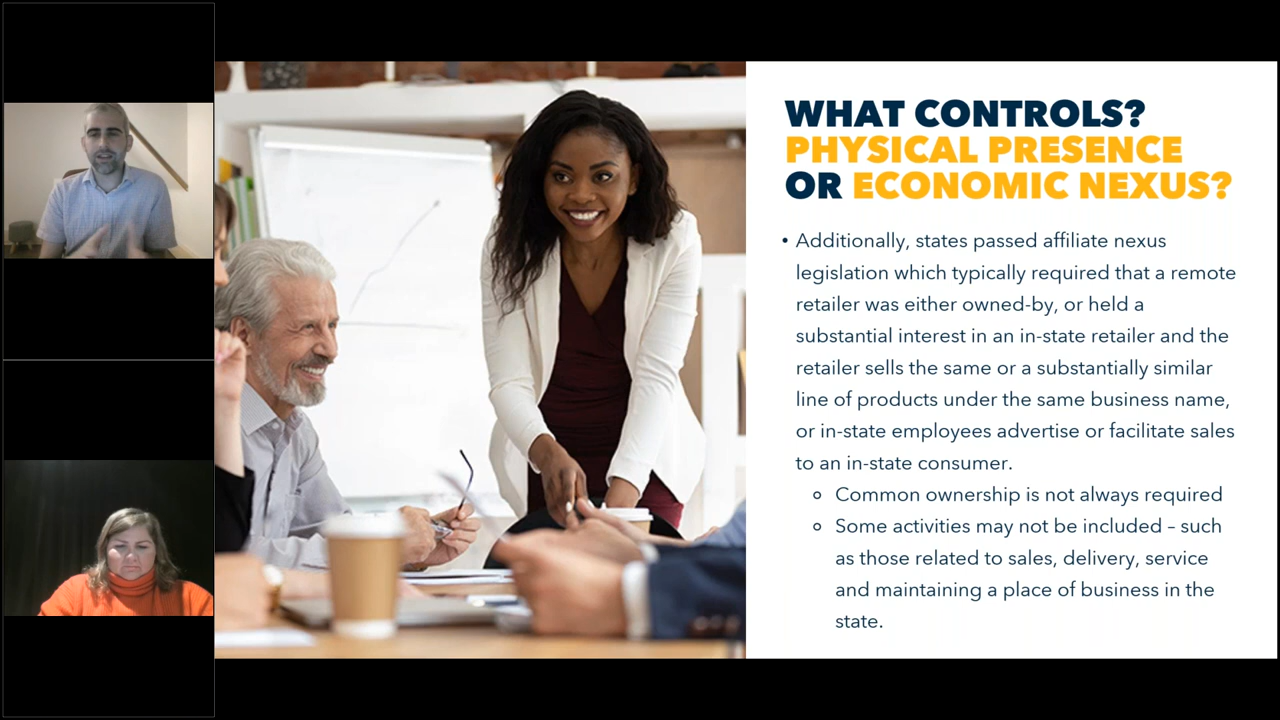 WHAT CONTROLS?
PHYSICAL PRESENCE
OR ECONOMIC NEXUS?
• Additionally, states passed affiliate nexus
legislation which typically required that a remote
retailer was either owned-by, or held a
substantial interest in an in-state retailer and the
retailer sells the same or a substantially similar
line of products under the same business name,
or in-state employees advertise or facilitate sales
to an in-state consumer.
○ Common ownership is not always required
○ Some activities may not be included – such
as those related to sales, delivery, service
and maintaining a place of business in the
state.